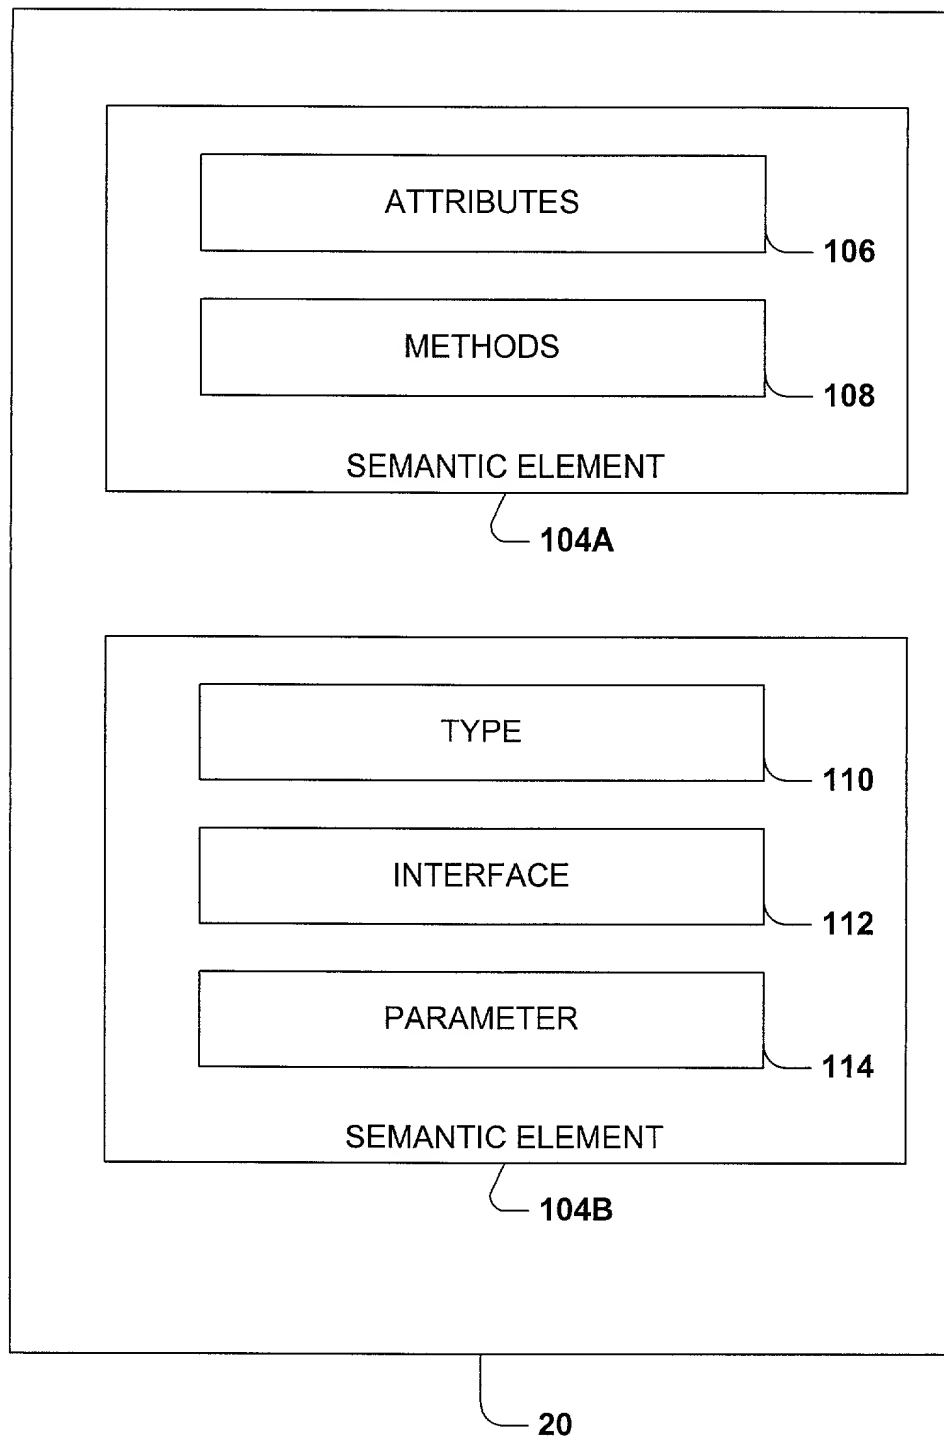 ATTRIBUTES
106
METHODS
108
SEMANTIC ELEMENT
104A
TYPE
110
INTERFACE
112
PARAMETER
114
SEMANTIC ELEMENT
104B
20